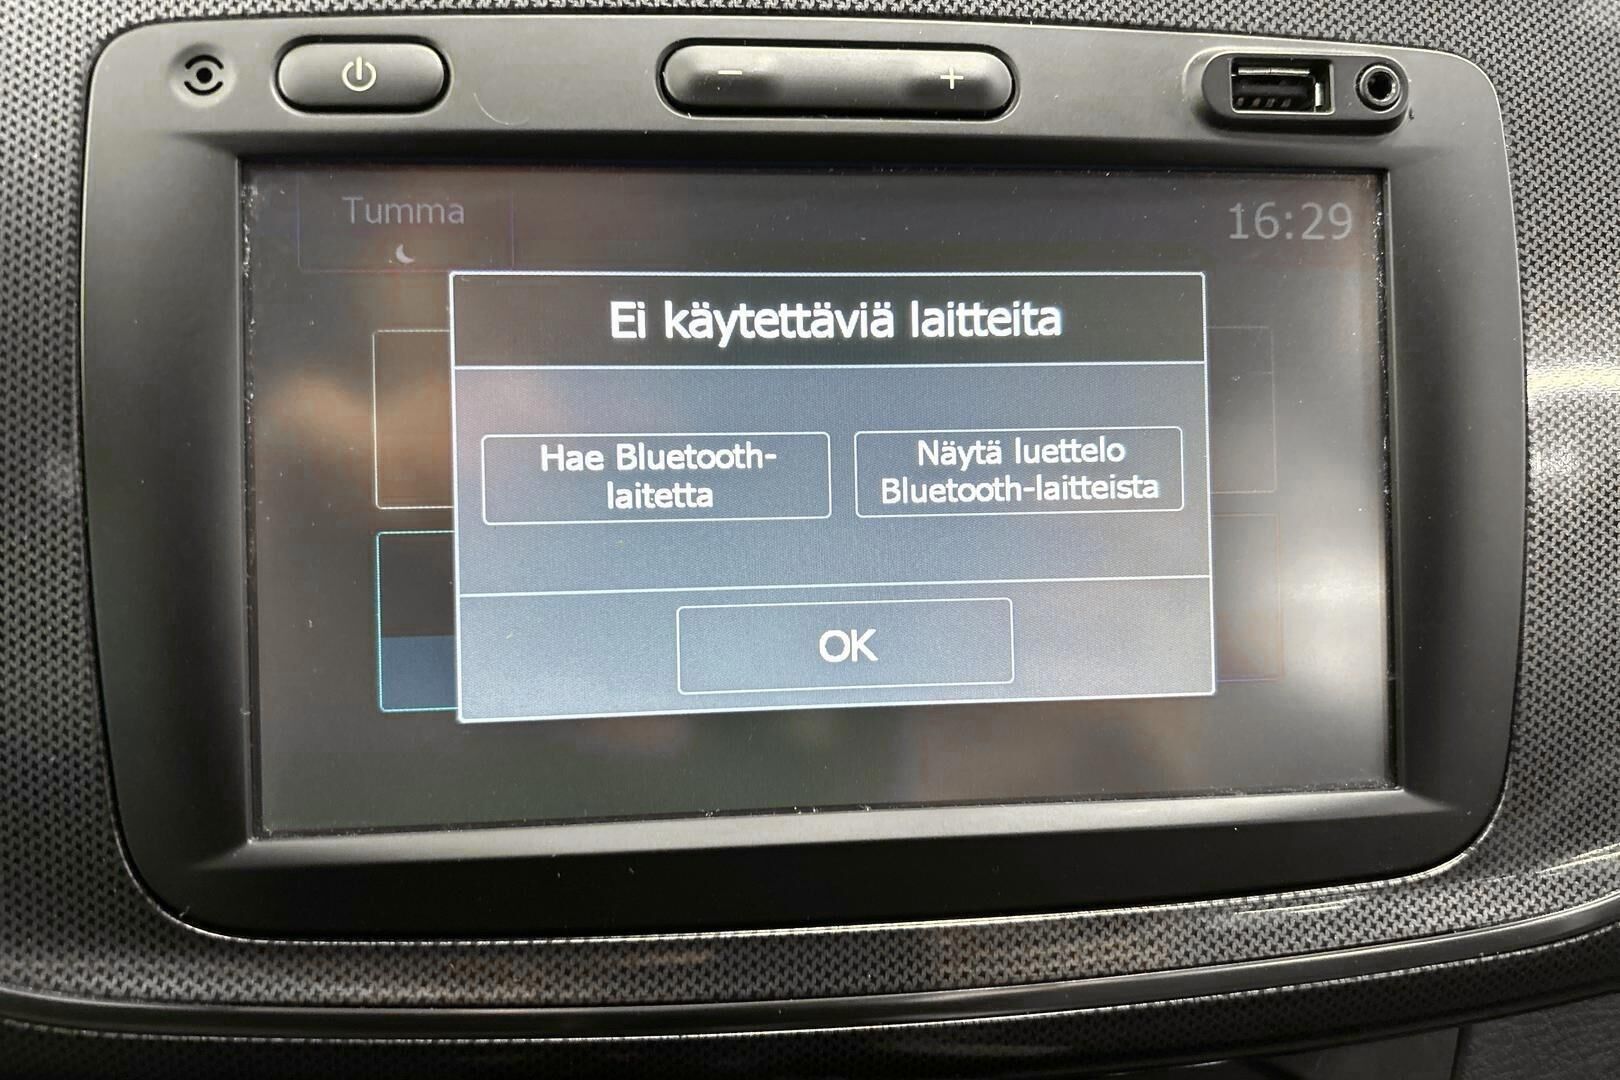 Tumma
16:29
Ei käytettäviä laitteita
Hae Bluetooth-
laitetta
Näytä luettelo
Bluetooth-laitteista
OK